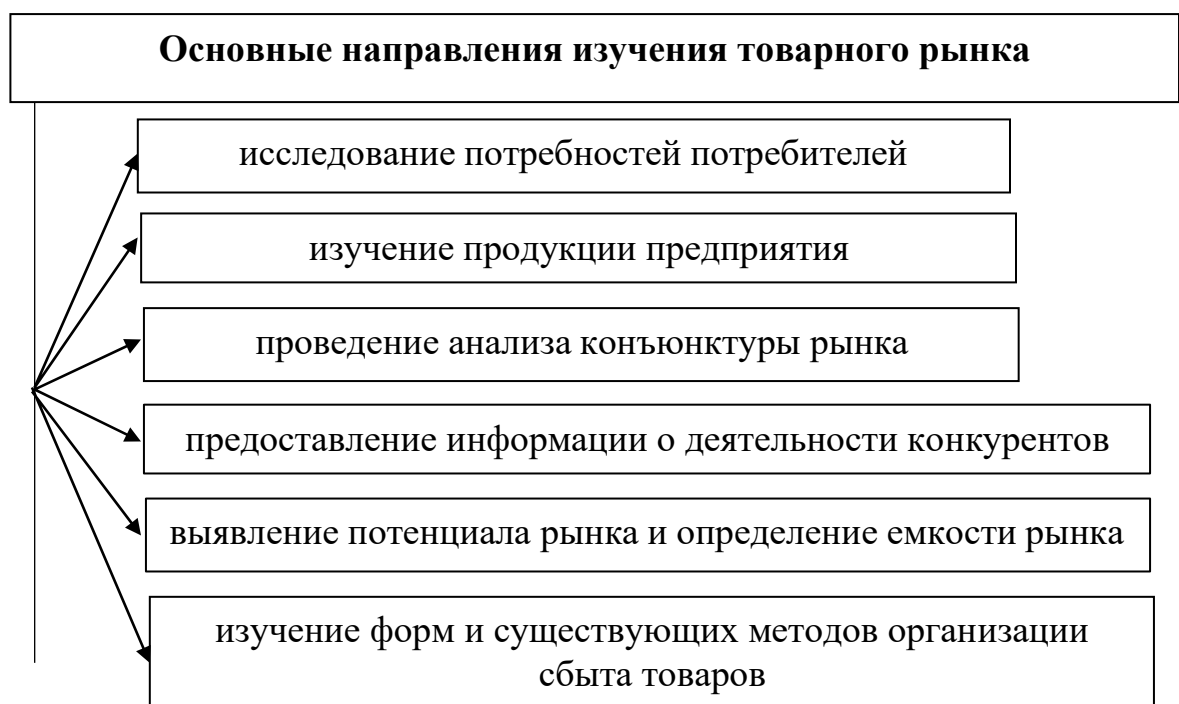 Основные направления изучения товарного рынка
исследование потребностей потребителей
изучение продукции предприятия
проведение анализа конъюнктуры рынка
предоставление информации о деятельности конкурентов
выявление потенциала рынка и определение емкости рынка
изучение форм и существующих методов организации
сбыта товаров